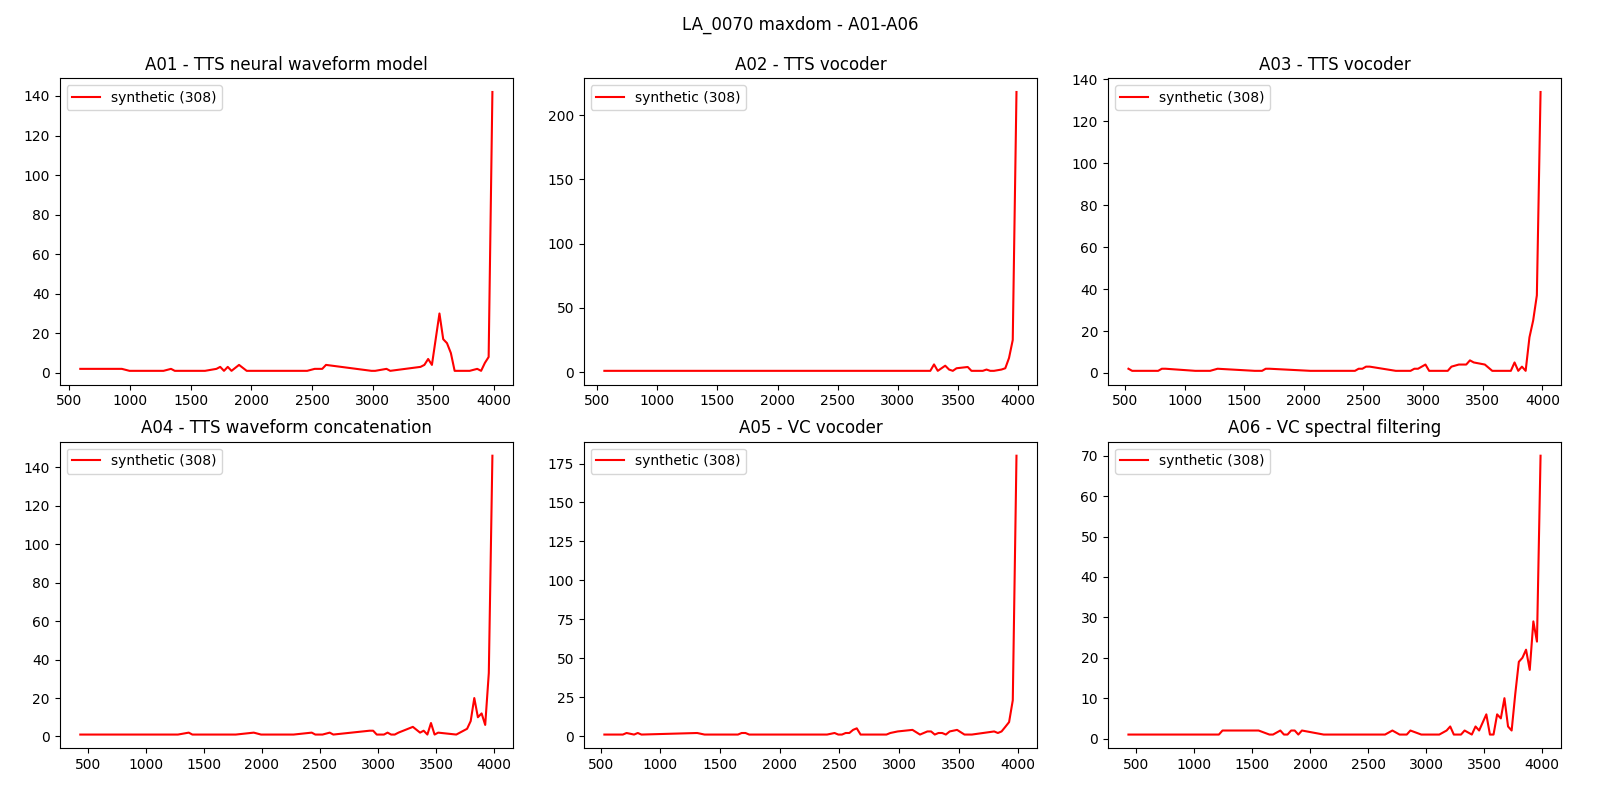 LA_0070 maxdom - A01-A06
A01 - TTS neural waveform model
synthetic (308)
140
120
100
80
60
40
20
0
500 1000 1500 2000 2500 3000 3500 4000
A02 - TTS vocoder
synthetic (308)
200
150
100
50
0
500 1000 1500 2000 2500 3000 3500 4000
A03 - TTS vocoder
synthetic (308)
140
120
100
80
60
40
20
0
500 1000 1500 2000 2500 3000 3500 4000
A04 - TTS waveform concatenation
synthetic (308)
140
120
100
80
60
40
20
0
500 1000 1500 2000 2500 3000 3500 4000
A05 - VC vocoder
synthetic (308)
175
150
125
100
75
50
25
0
500 1000 1500 2000 2500 3000 3500 4000
A06 - VC spectral filtering
synthetic (308)
70
60
50
40
30
20
10
0
500 1000 1500 2000 2500 3000 3500 4000